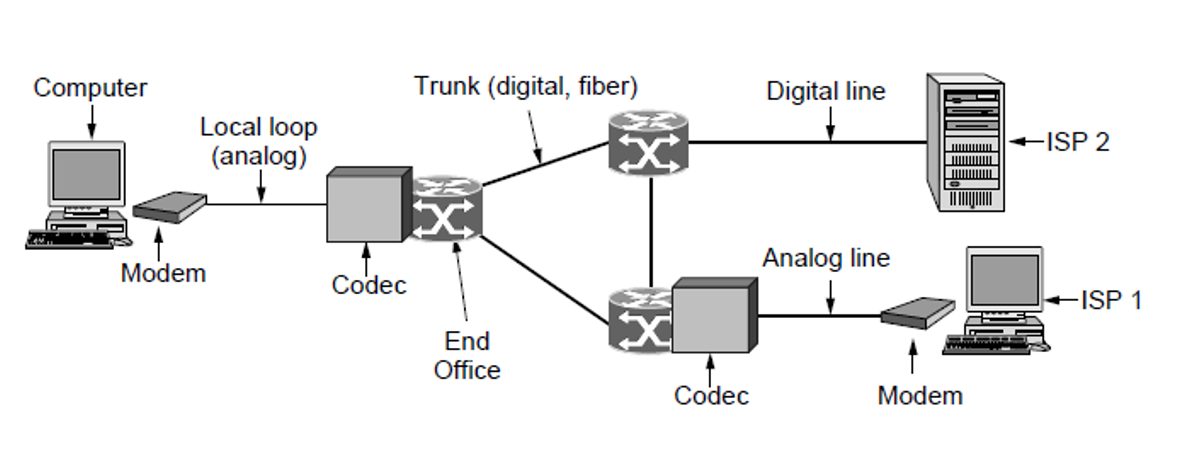 Computer
Trunk (digital, fiber)
Digital line
Local loop
(analog)
ISP 2
Modem
Codec
Analog line
ISP 1
End
Office
Codec
Modem